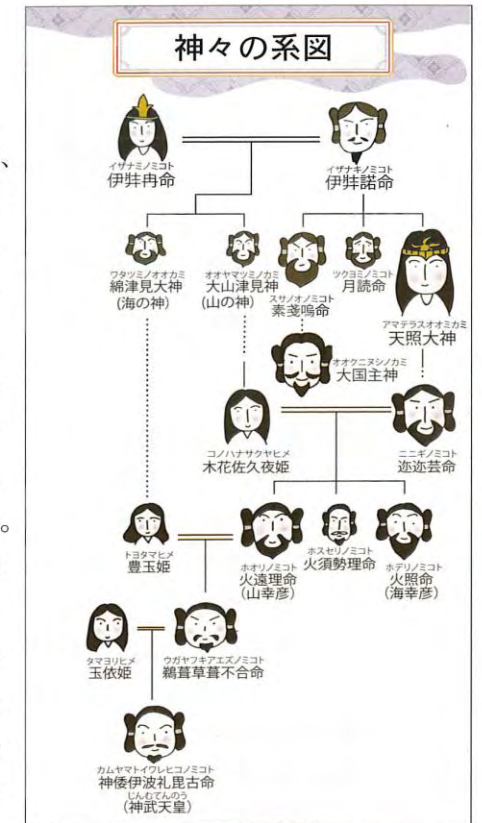 神々の系図
イザナミノミコト
伊弉冉命
イザナキノミコト
伊弉諾命
ワタツミノオオカミ
綿津見大神
(海の神)
オオヤマツミノカミ
大山津見神
(山の神)
スサノオノミコト
素戔嗚命
ツクヨミノミコト
月読命
アマテラスオオミカミ
天照大神
オオクニヌシノカミ
大国主神
コノハナサクヤヒメ
木花佐久夜姫
ニニギノミコト
迩迩芸命
トヨタマヒメ
豊玉姫
ホオリノミコト
火遠理命
(山幸彦)
ホスセリノミコト
火須勢理命
ホデリノミコト
火照命
(海幸彦)
タマヨリヒメ
玉依姫
ウガヤフキアエズノミコト
鵜葺草葺不合命
カムヤマトイワレヒコノミコト
神倭伊波礼毘古命
じんむてんのう
(神武天皇)
、
。